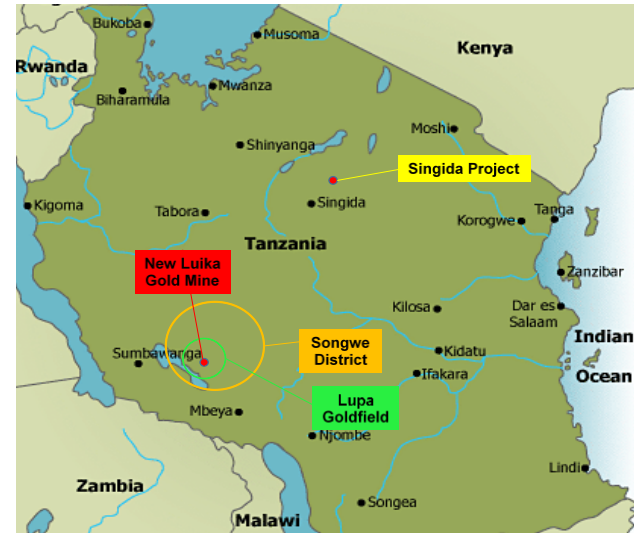 Bukoba
Musoma
Kenya
Rwanda
Mwanza
Biharamula
Moshi
Shinyanga
Singida Project
Kigoma
Tabora
Singida
Korogwe
Tanga
Tanzania
New Luika
Gold Mine
Zanzibar
Kilosa
Dar es
Salaam
Songwe
District
Indian
Ocean
Sumbawanga
Kidatu
Ifakara
Lupa
Goldfield
Mbeya
Njombe
Lindi
Zambia
Songea
Malawi